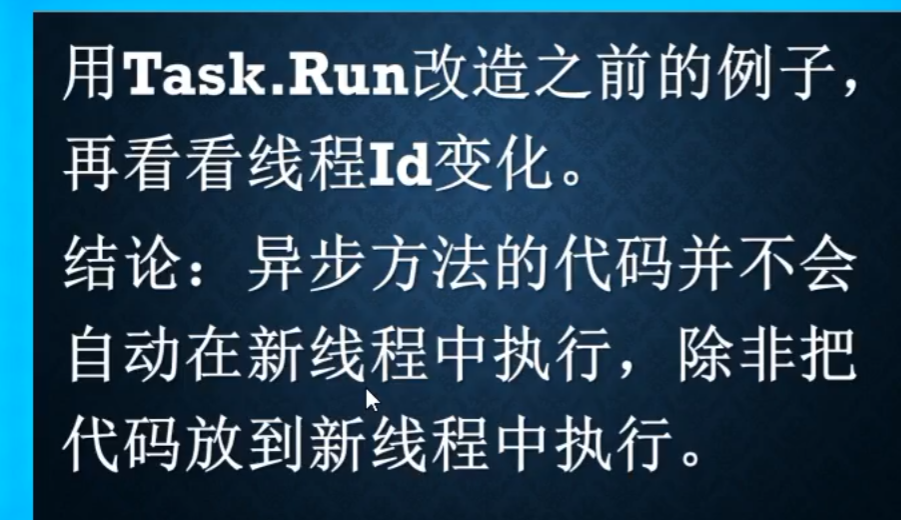 用Task.Run改造之前的例子，
再看看线程Id变化。
结论：异步方法的代码并不会
自动在新线程中执行，除非把
代码放到新线程中执行。